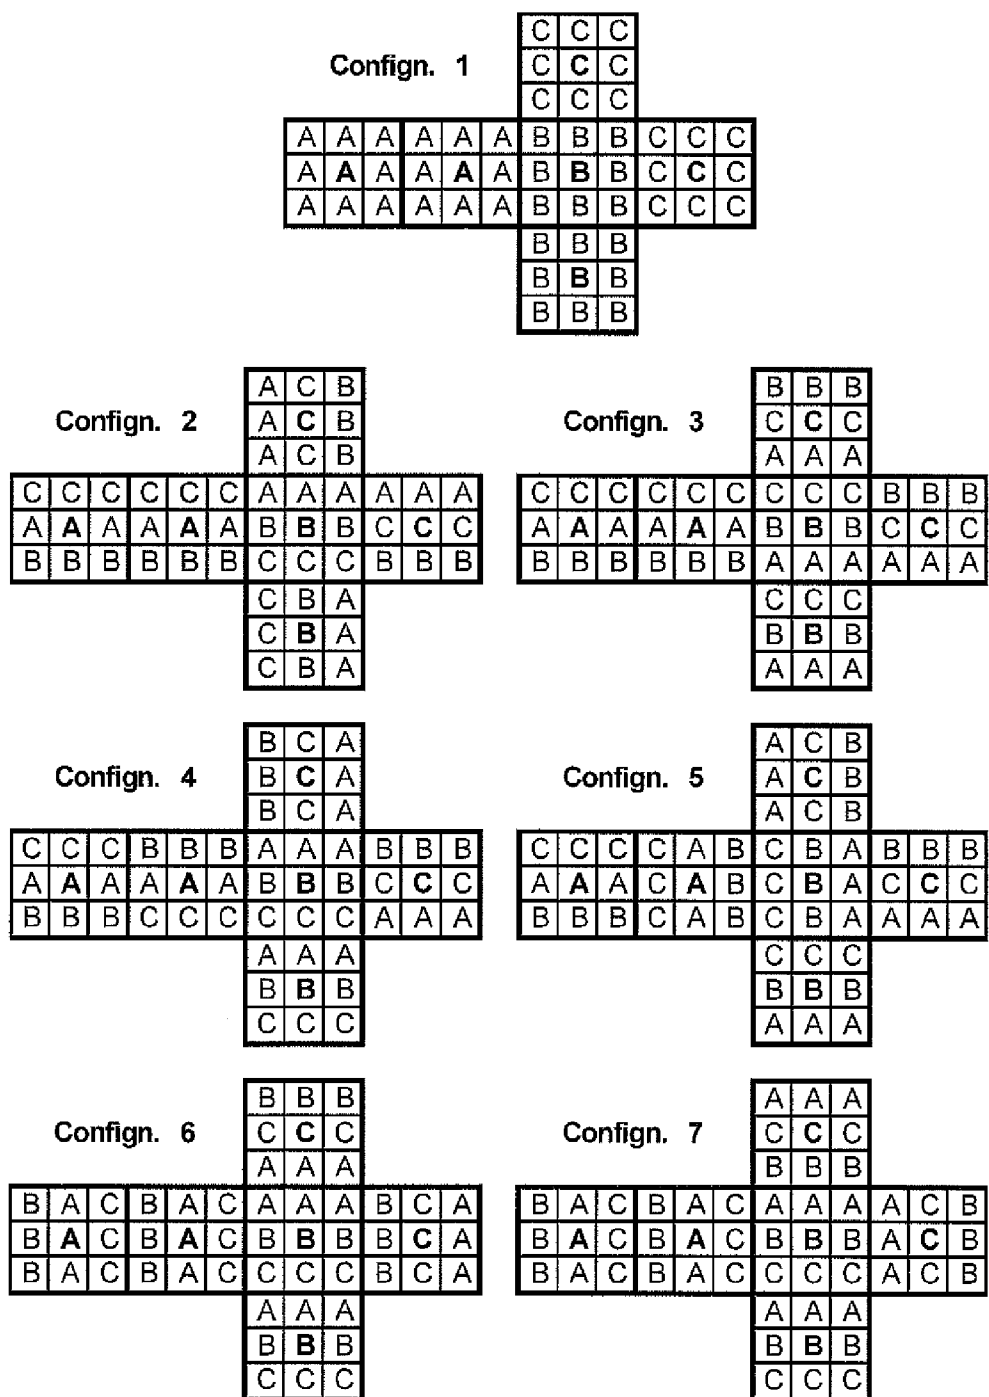 C C C
Confign. 1 C C C
C C C
A A A A A A B B B C C C
A A A A A A B B B C C C
A A A A A A B B B C C C
B B B
B B B
B B B
A C B
Confign. 2 A C B
A C B
C C C C C C A A A A A A
A A A A A A B B B C C C
B B B B B B C C C B B B
C B A
C B A
C B A
B B B
Confign. 3 C C C
A A A
C C C C C C C C C B B B
A A A A A A B B B C C C
B B B B B B A A A A A A
C C C
B B B
A A A
B C A
Confign. 4 B C A
B C A
C C C B B B A A A B B B
A A A A A A B B B C C C
B B B C C C C C C A A A
A A A
B B B
C C C
A C B
Confign. 5 A C B
A C B
C C C C A B C B A B B B
A A A C A B C B A C C C
B B B C A B C B A A A A
C C C
B B B
A A A
B B B
Confign. 6 C C C
A A A
B A C B A C A A A B C A
B A C B A C B B B B C A
B A C B A C C C C B C A
A A A
B B B
C C C
A A A
Confign. 7 C C C
B B B
B A C B A C A A A A C B
B A C B A C B B B A C B
B A C B A C C C C A C B
A A A
B B B
C C C